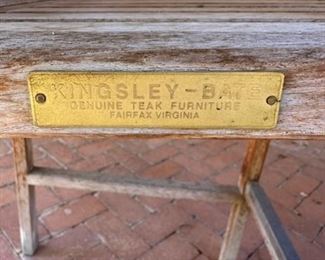 KINGSLEY-BATE
GENUINE TEAK FURNITURE
FAIRFAX VIRGINIA